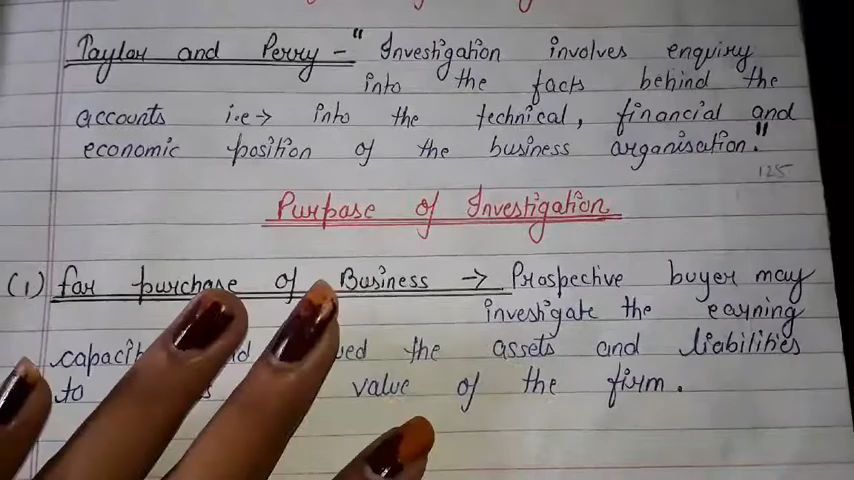 Taylor and Perry - " Investigation involves enquiry
into the facts behind the
accounts i.e → into the technical, financial and
economic position of the business organisation."
125
Purpose of Investigation
(1) for purchase of Business → Prospective buyer may
investigate the earning
the assets and liabilities
to value of the firm.